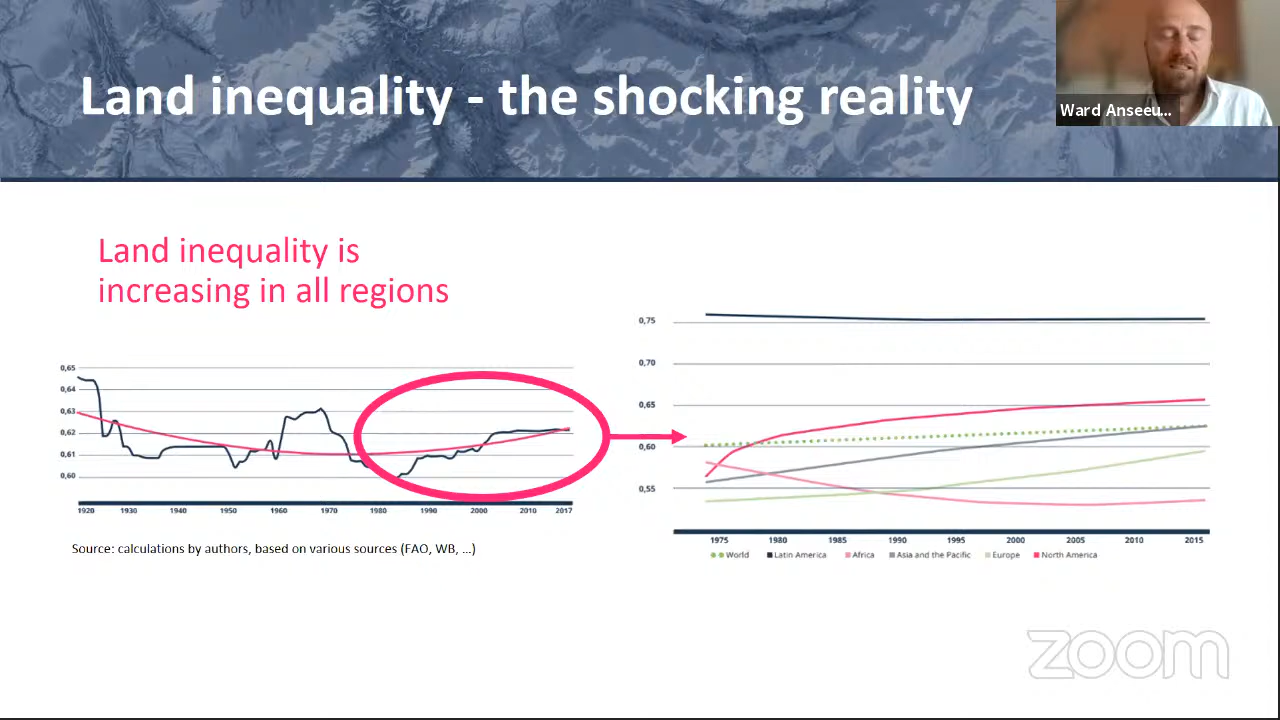 Land inequality - the shocking reality
Ward Anseeu...
Land inequality is
increasing in all regions
0,65
0,64
0,63
0,62
0,61
0,60
1920 1930 1940 1950 1960 1970 1980 1990 2000 2010 2017
Source: calculations by authors, based on various sources (FAO, WB, ...)
0,75
0,70
0,65
0,60
0,55
1975 1980 1985 1990 1995 2000 2005 2010 2015
World Latin America Africa Asia and the Pacific Europe North America
zoom